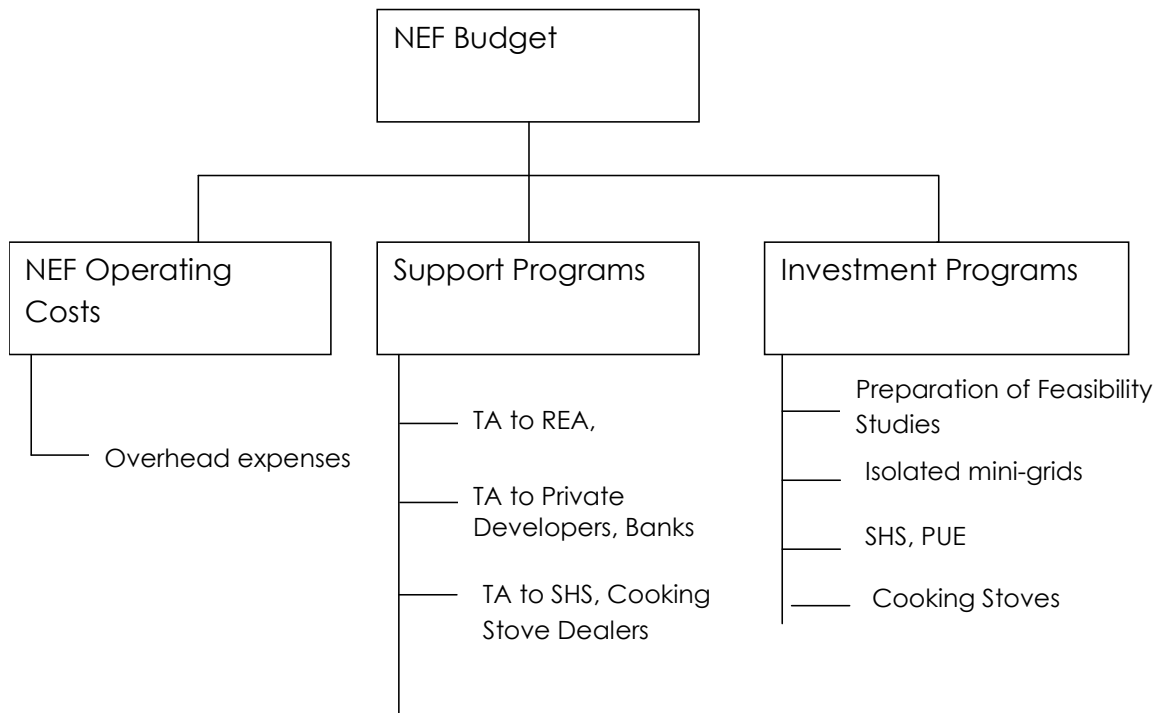 NEF Budget
NEF Operating
Costs
Support Programs
Investment Programs
Overhead expenses
TA to REA,
TA to Private
Developers, Banks
TA to SHS, Cooking
Stove Dealers
Preparation of Feasibility
Studies
Isolated mini-grids
SHS, PUE
Cooking Stoves